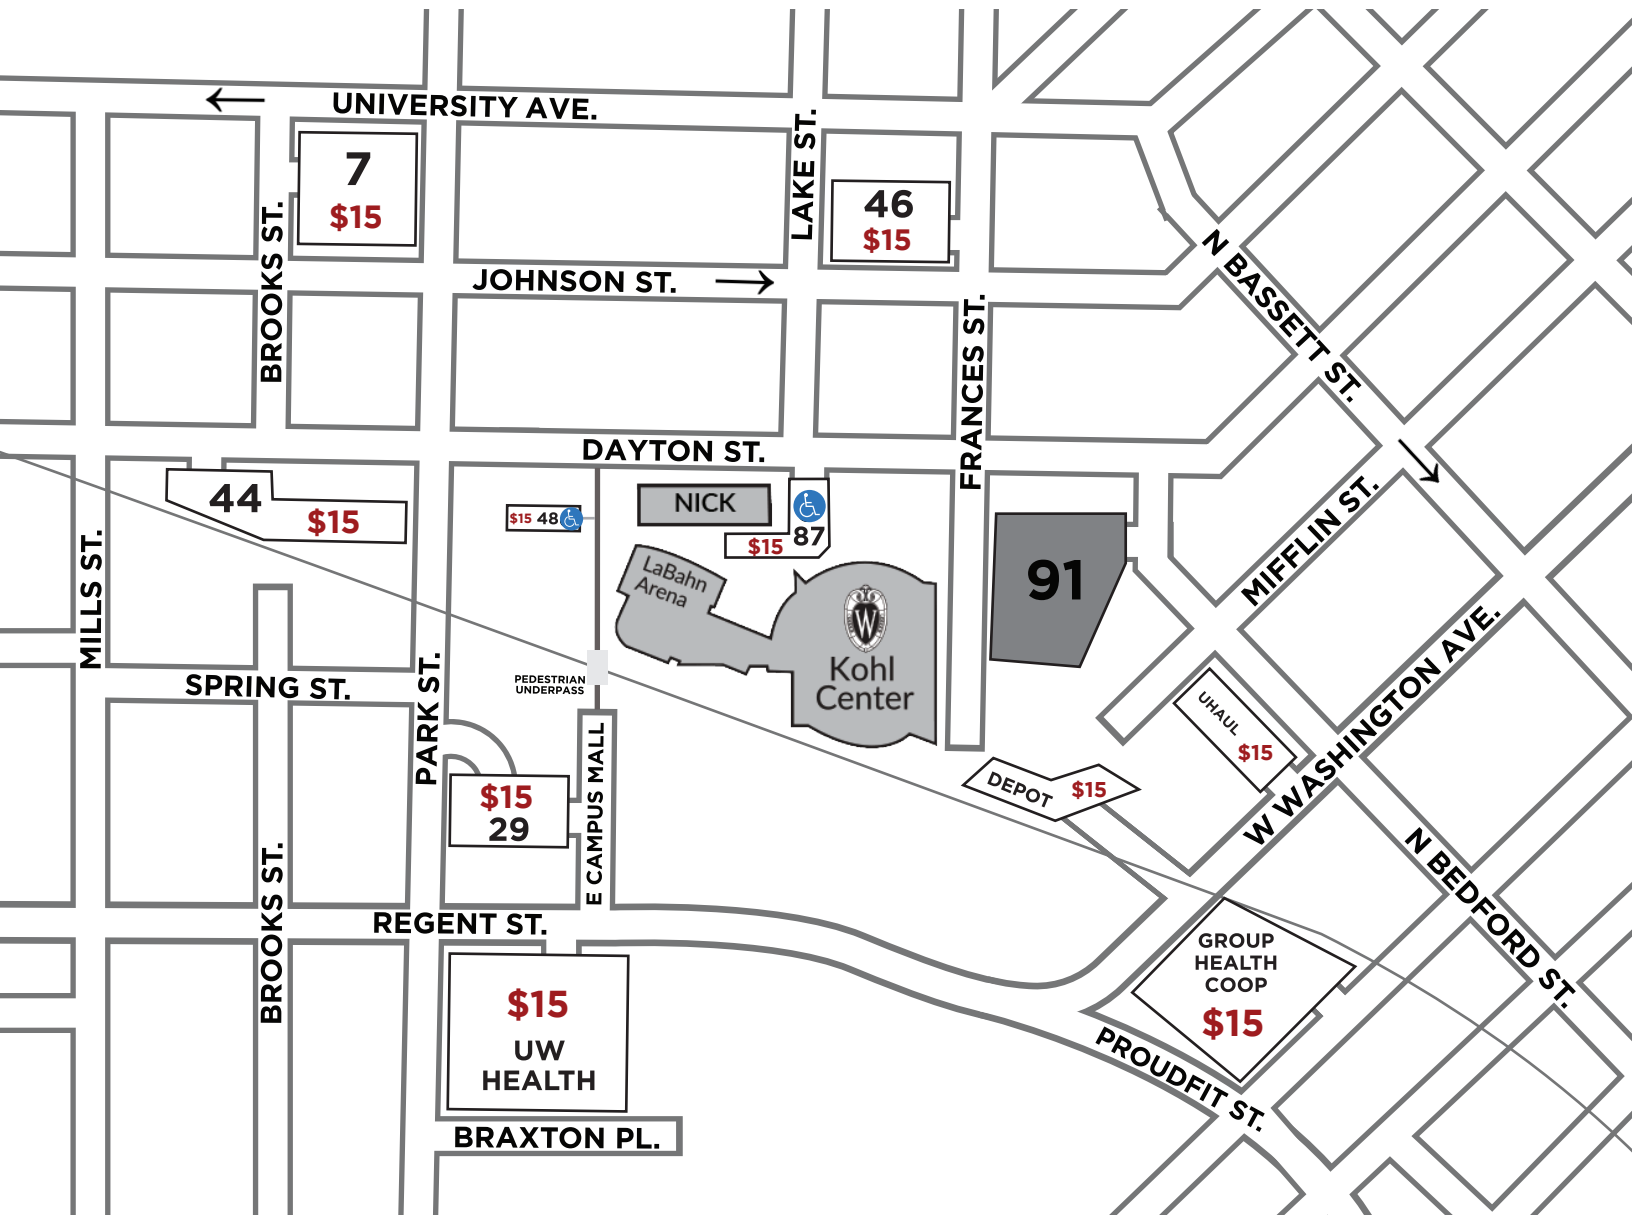 UNIVERSITY AVE.
7
$15
LAKE ST.
46
$15
BROOKS ST.
N BASSETT ST.
JOHNSON ST.
FRANCES ST.
DAYTON ST.
44
$15
$15 48
NICK
87
$15
MILLS ST.
LaBahn
Arena
W
Kohl
Center
91
MIFFLIN ST.
SPRING ST.
PARK ST.
PEDESTRIAN
UNDERPASS
UHAUL
$15
W WASHINGTON AVE.
DEPOT
$15
$15
29
E CAMPUS MALL
BROOKS ST.
N BEDFORD ST.
REGENT ST.
GROUP
HEALTH
COOP
$15
$15
UW
HEALTH
PROUDFIT ST.
BRAXTON PL.